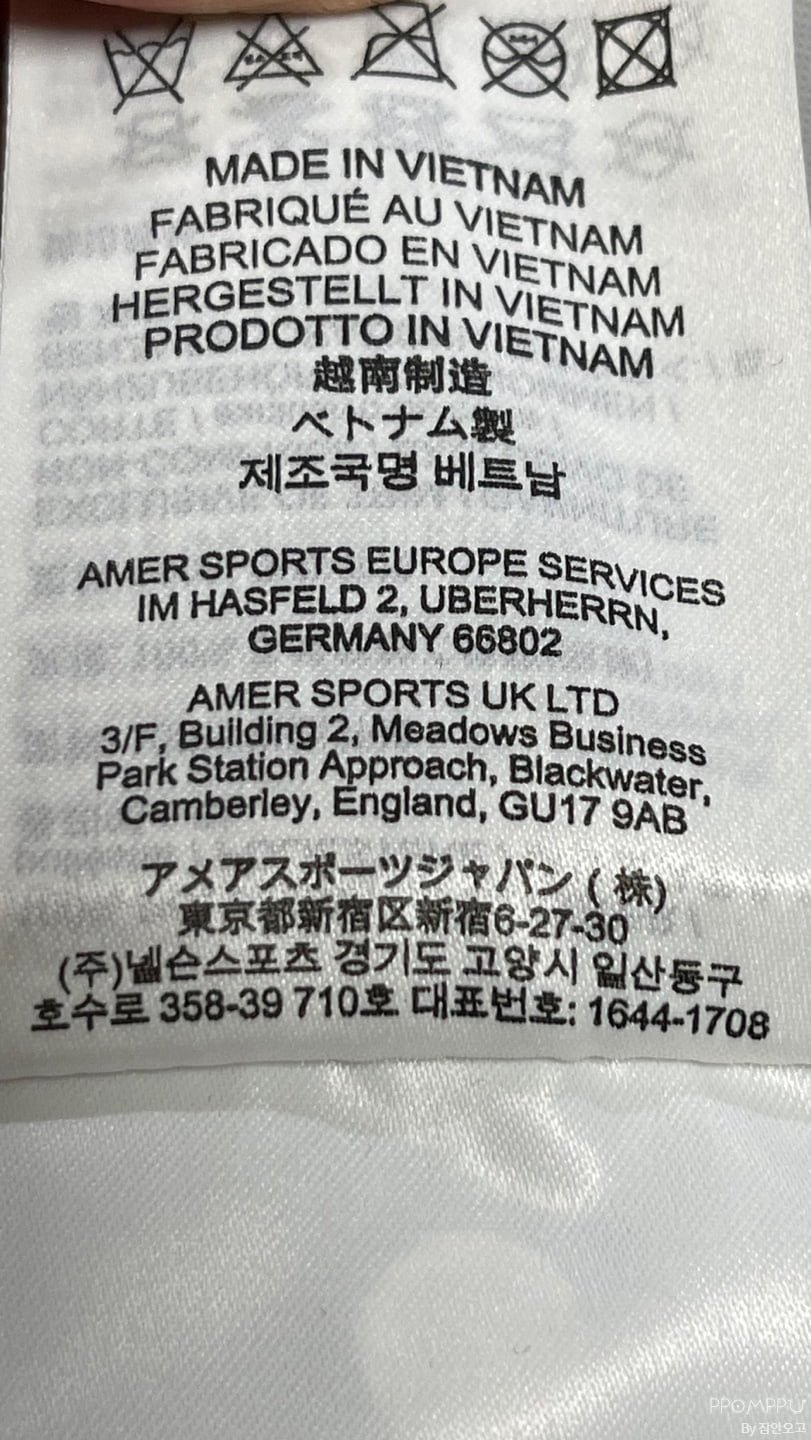 MADE IN VIETNAM
FABRIQUÉ AU VIETNAM
FABRICADO EN VIETNAM
HERGESTELLT IN VIETNAM
PRODOTTO IN VIETNAM
越南制造
ベトナム製
제조국명 베트남
AMER SPORTS EUROPE SERVICES
IM HASFELD 2, UBERHERRN,
GERMANY 66802
AMER SPORTS UK LTD
3/F, Building 2, Meadows Business
Park Station Approach, Blackwater,
Camberley, England, GU17 9AB
アメアスポーツジャパン (株)
東京都新宿区新宿6-27-30
(주)넬슨스포츠 경기도 고양시 일산동구
호수로 358-39 710호 대표번호: 1644-1708
PPOMPPU
By 잠안오고